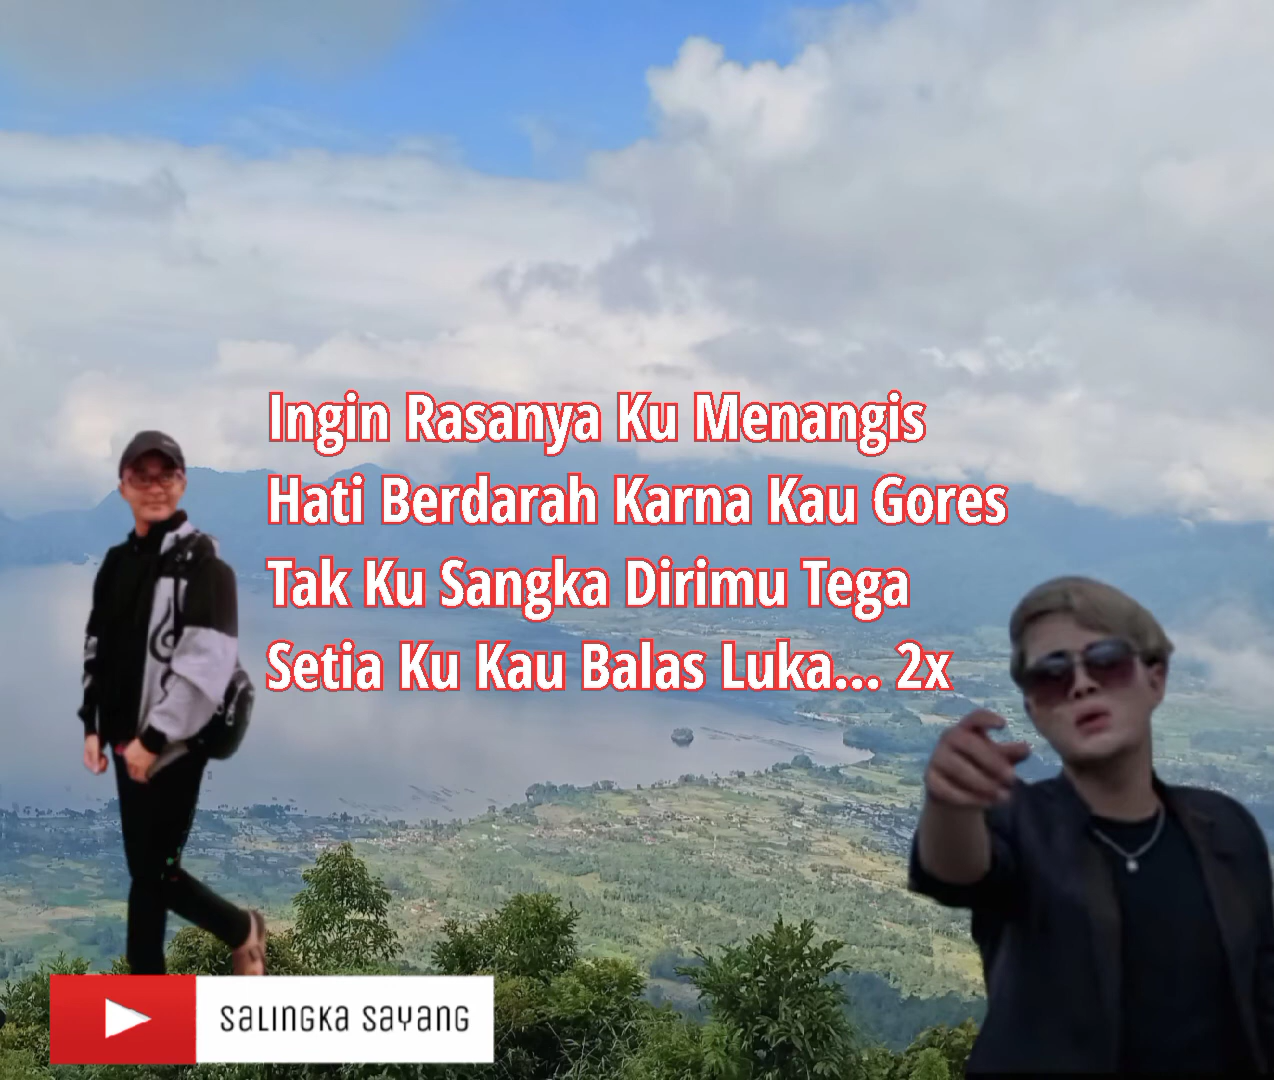 Ingin Rasanya Ku Menangis
Hati Berdarah Karna Kau Gores
Tak Ku Sangka Dirimu Tega
Setia Ku Kau Balas Luka... 2x
salingka sayang